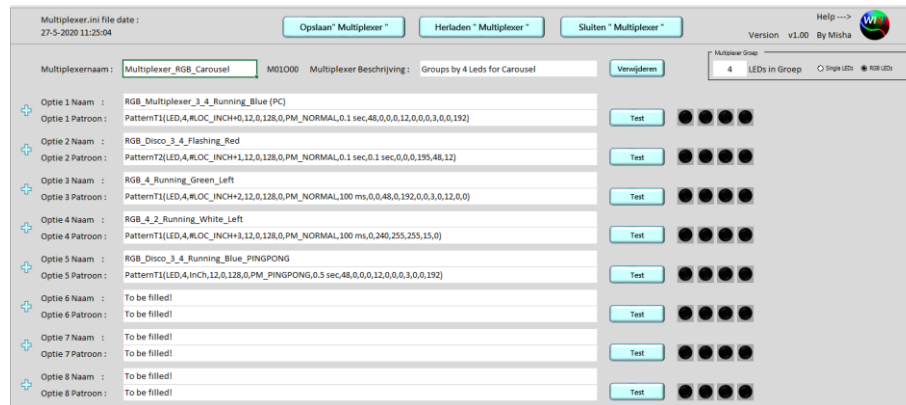 Multiplexer.ini file date :
27-5-2020 11:25:04
Opslaan" Multiplexer "
Herladen " Multiplexer "
Sluiten " Multiplexer "
Help --->
Version v1.00 By Misha
Multiplexernaam : Multiplexer_RGB_Carousel M01O00 Multiplexer Beschrijving : Groups by 4 Leds for Carousel
Verwijderen
Multiplexer Groep
4 LEDs in Groep Single LEDs RGB LEDs
Optie 1 Naam : RGB_Multiplexer_3_4_Running_Blue (PC)
Optie 1 Patroon : PatternT1(LED,4,#LOC_INCH+0,12,0,128,0,PM_NORMAL,0.1 sec,48,0,0,0,12,0,0,0,3,0,0,192)
Test
Optie 2 Naam : RGB_Disco_3_4_Flashing_Red
Optie 2 Patroon : PatternT2(LED,4,#LOC_INCH+1,12,0,128,0,PM_NORMAL,0.1 sec,0.1 sec,0,0,0,195,48,12)
Test
Optie 3 Naam : RGB_4_Running_Green_Left
Optie 3 Patroon : PatternT1(LED,4,#LOC_INCH+2,12,0,128,0,PM_NORMAL,100 ms,0,0,48,0,192,0,0,3,0,12,0,0)
Test
Optie 4 Naam : RGB_4_2_Running_White_Left
Optie 4 Patroon : PatternT1(LED,4,#LOC_INCH+3,12,0,128,0,PM_NORMAL,100 ms,0,240,255,255,15,0)
Test
Optie 5 Naam : RGB_Disco_3_4_Running_Blue_PINGPONG
Optie 5 Patroon : PatternT1(LED,4,InCh,12,0,128,0,PM_PINGPONG,0.5 sec,48,0,0,0,12,0,0,0,3,0,0,192)
Test
Optie 6 Naam : To be filled!
Optie 6 Patroon : To be filled!
Test
Optie 7 Naam : To be filled!
Optie 7 Patroon : To be filled!
Test
Optie 8 Naam : To be filled!
Optie 8 Patroon : To be filled!
Test